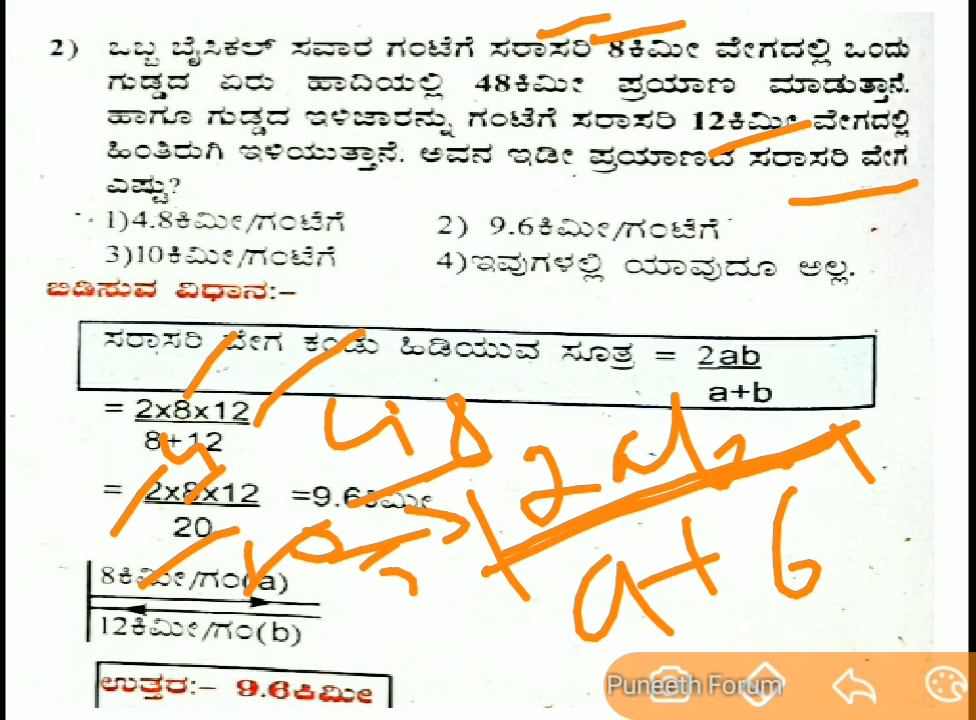 2) ಒಬ್ಬ ಬೈಸಿಕಲ್ ಸವಾರ ಗಂಟೆಗೆ ಸರಾಸರಿ 8ಕಿಮೀ ವೇಗದಲ್ಲಿ ಒಂದು
ಗುಡ್ಡದ ಏರು ಹಾದಿಯಲ್ಲಿ 48ಕಿಮೀ ಪ್ರಯಾಣ ಮಾಡುತ್ತಾನೆ.
ಹಾಗೂ ಗುಡ್ಡದ ಇಳಿಜಾರನ್ನು ಗಂಟೆಗೆ ಸರಾಸರಿ 12ಕಿಮೀ ವೇಗದಲ್ಲಿ
ಹಿಂತಿರುಗಿ ಇಳಿಯುತ್ತಾನೆ. ಅವನ ಇಡೀ ಪ್ರಯಾಣದ ಸರಾಸರಿ ವೇಗ
ಎಷ್ಟು?
1)4.8ಕಿಮೀ/ಗಂಟೆಗೆ 2) 9.6ಕಿಮೀ/ಗಂಟೆಗೆ
3)10ಕಿಮೀ/ಗಂಟೆಗೆ 4)ಇವುಗಳಲ್ಲಿ ಯಾವುದೂ ಅಲ್ಲ.
ಬಿಡಿಸುವ ವಿಧಾನ:-
ಸರಾಸರಿ ವೇಗ ಕಂಡು ಹಿಡಿಯುವ ಸೂತ್ರ = 2ab
a+b
= 2x8x12
8+12
48
2ab
= 2x8x12 =9.6ಕಿಮೀ
20
a+b
8ಕಿಮೀ/ಗಂ(a)
12ಕಿಮೀ/ಗಂ(b)
ಉತ್ತರ:- 9.6ಕಿಮೀ
Puneeth Forum